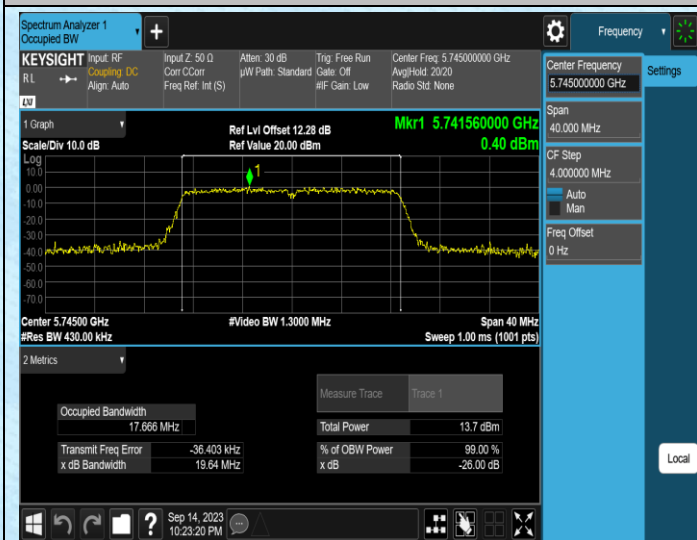 Spectrum Analyzer 1
Occupied BW
Frequency
KEYSIGHT
RL
LXI
Input: RF
Coupling: DC
Align: Auto
Input Z: 50 Ω
Corr CCorr
Freq Ref: Int (S)
Atten: 30 dB
µW Path: Standard
Trig: Free Run
Gate: Off
#IF Gain: Low
Center Freq: 5.745000000 GHz
Avg|Hold: 20/20
Radio Std: None
Center Frequency
5.745000000 GHz
Settings
Span
40.000 MHz
CF Step
4.000000 MHz
Auto
Man
Freq Offset
0 Hz
Local
1 Graph
Scale/Div 10.0 dB
Ref Lvl Offset 12.28 dB
Ref Value 20.00 dBm
Mkr1 5.741560000 GHz
0.40 dBm
Log
1
10.0
0.00
-10.0
-20.0
-30.0
-40.0
-50.0
-60.0
-70.0
Center 5.74500 GHz
#Video BW 1.3000 MHz
Span 40 MHz
#Res BW 430.00 kHz
Sweep 1.00 ms (1001 pts)
2 Metrics
Measure Trace
Trace 1
Occupied Bandwidth
17.666 MHz
Total Power
13.7 dBm
Transmit Freq Error
-36.403 kHz
% of OBW Power
99.00 %
x dB Bandwidth
19.64 MHz
x dB
-26.00 dB
?
Sep 14, 2023
10:23:20 PM